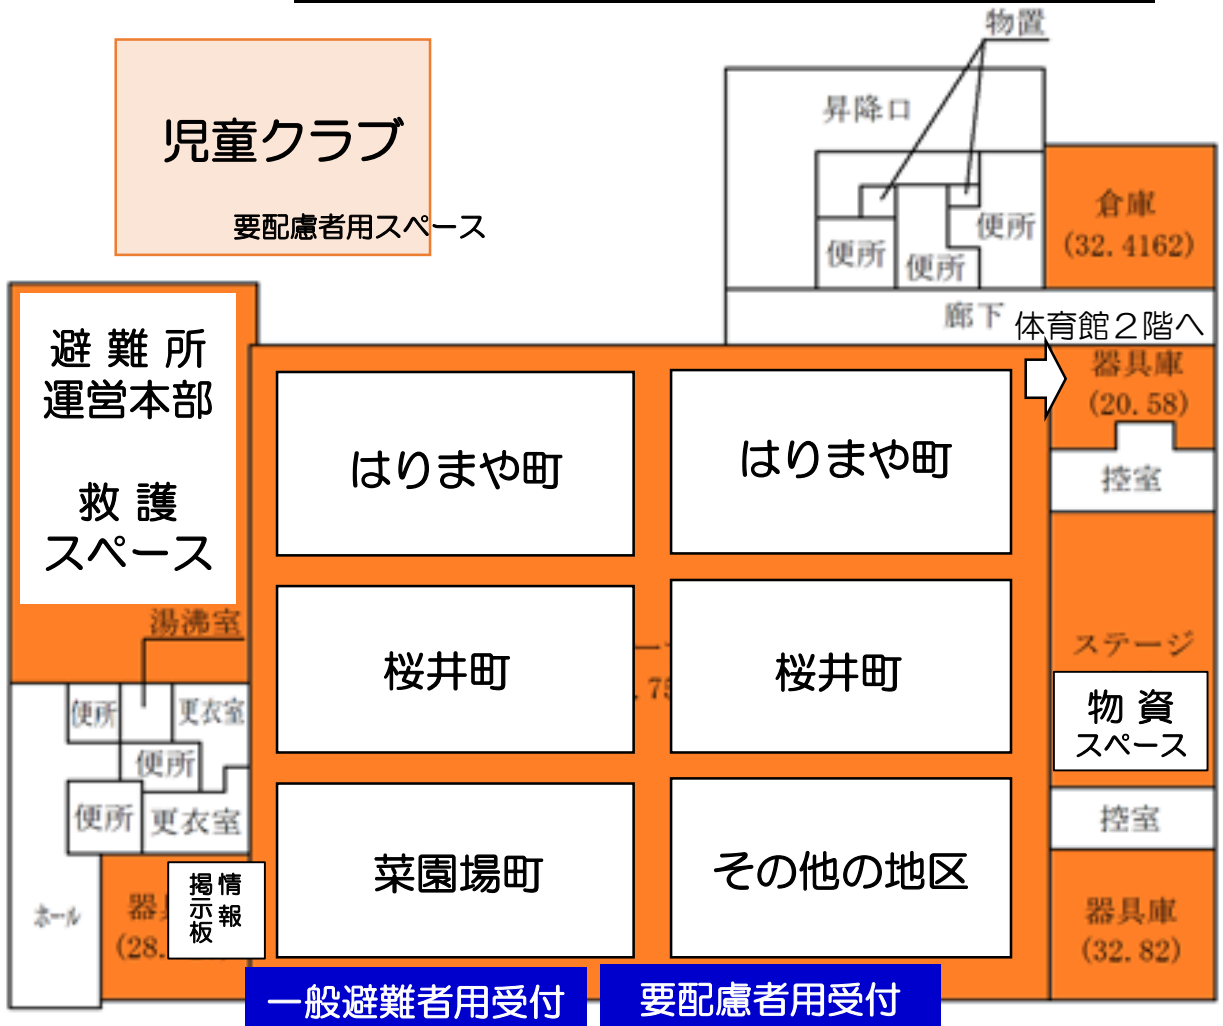 物置
昇降口
児童クラブ
要配慮者用スペース
倉庫
(32.4162)
便所
便所
便所
廊下
体育館２階へ
避難所
運営本部
救護
スペース
器具庫
(20.58)
控室
はりまや町
はりまや町
湯沸室
ステージ
桜井町
桜井町
物資
スペース
便所
更衣室
便所
便所
更衣室
控室
菜園場町
その他の地区
情報
掲示板
ホール
器
(28.
器具庫
(32.82)
一般避難者用受付
要配慮者用受付